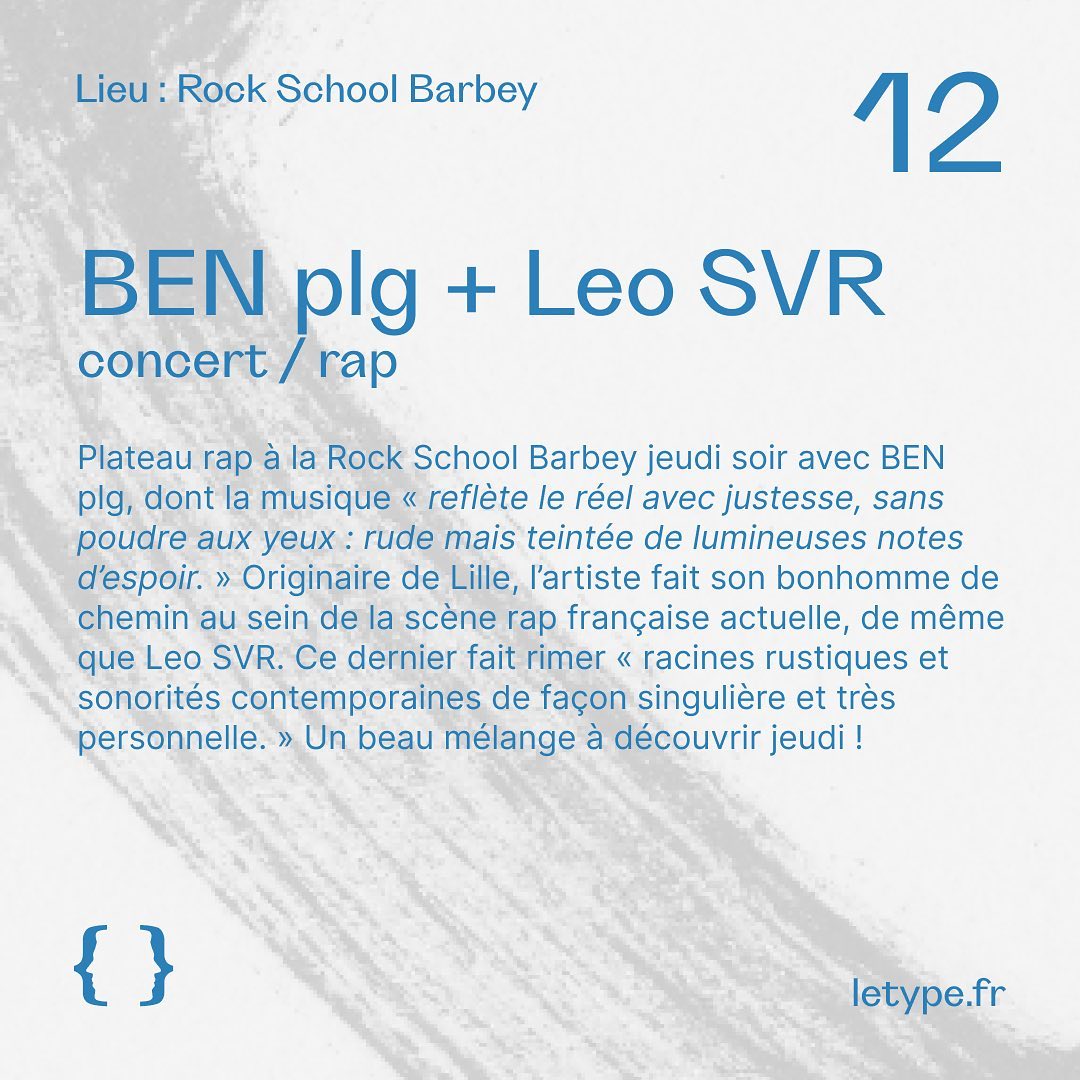 Lieu : Rock School Barbey
12
BEN plg + Leo SVR
concert / rap
Plateau rap à la Rock School Barbey jeudi soir avec BEN
plg, dont la musique « reflète le réel avec justesse, sans
poudre aux yeux : rude mais teintée de lumineuses notes
d’espoir. » Originaire de Lille, l’artiste fait son bonhomme de
chemin au sein de la scène rap française actuelle, de même
que Leo SVR. Ce dernier fait rimer « racines rustiques et
sonorités contemporaines de façon singulière et très
personnelle. » Un beau mélange à découvrir jeudi !
{ }
letype.fr